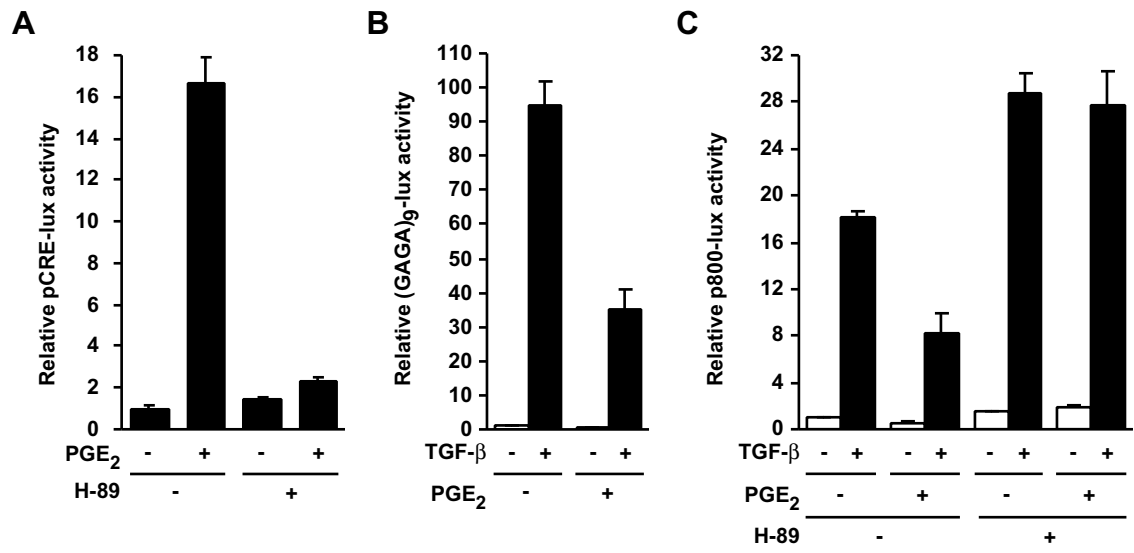 A
Relative pCRE-lux activity
18
16
14
12
10
8
6
4
2
0
PGE2 - + - +
H-89 - +
B
Relative (GAGA)9-lux activity
110
100
90
80
70
60
50
40
30
20
10
0
TGF-β - + - +
PGE2 - +
C
Relative p800-lux activity
32
28
24
20
16
12
8
4
0
TGF-β - + - + - + - +
PGE2 - + - +
H-89 - +